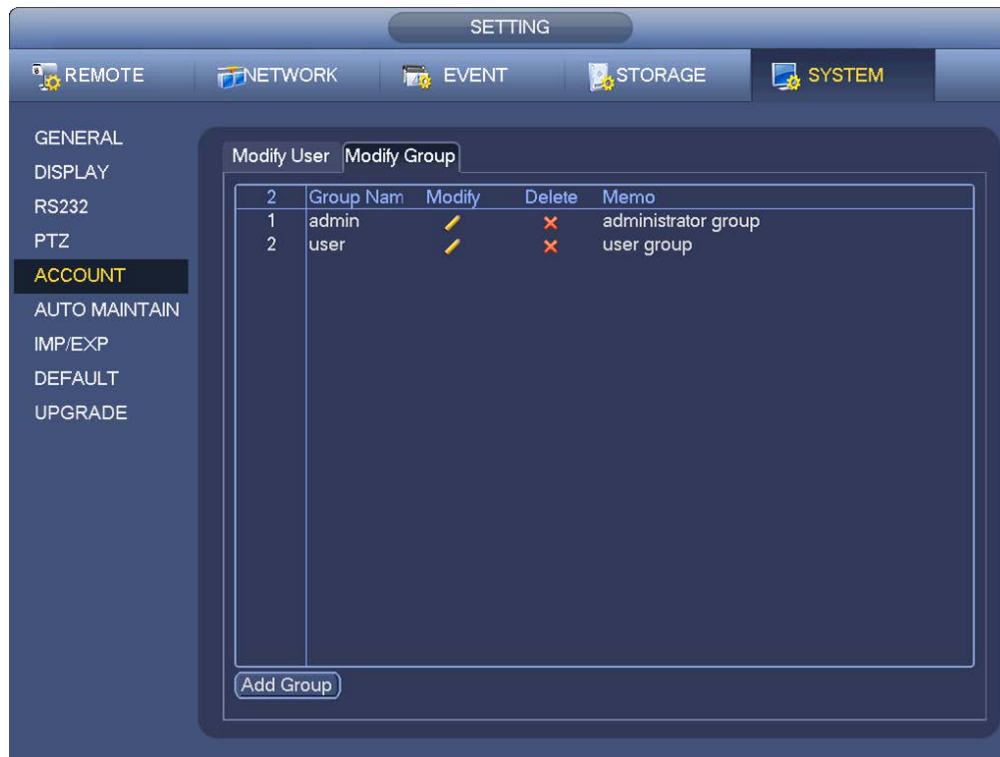 SETTING
REMOTE NETWORK EVENT STORAGE SYSTEM
GENERAL
DISPLAY
RS232
PTZ
ACCOUNT
AUTO MAINTAIN
IMP/EXP
DEFAULT
UPGRADE
Modify User Modify Group
2 Group Nam Modify Delete Memo
1 admin administrator group
2 user user group
Add Group